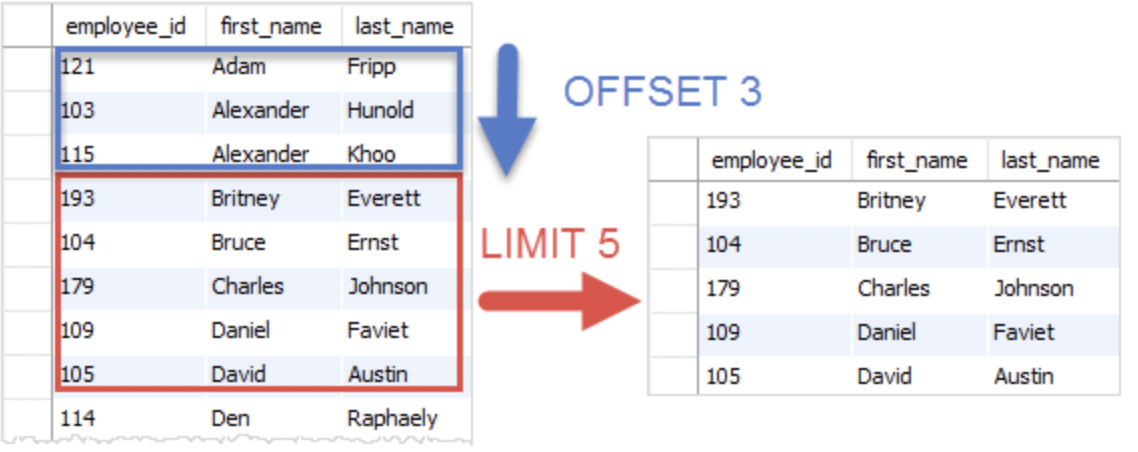 employee_id first_name last_name
121 Adam Fripp
103 Alexander Hunold
115 Alexander Khoo
193 Britney Everett
104 Bruce Ernst
179 Charles Johnson
109 Daniel Faviet
105 David Austin
114 Den Raphaely
OFFSET 3
LIMIT 5
employee_id first_name last_name
193 Britney Everett
104 Bruce Ernst
179 Charles Johnson
109 Daniel Faviet
105 David Austin